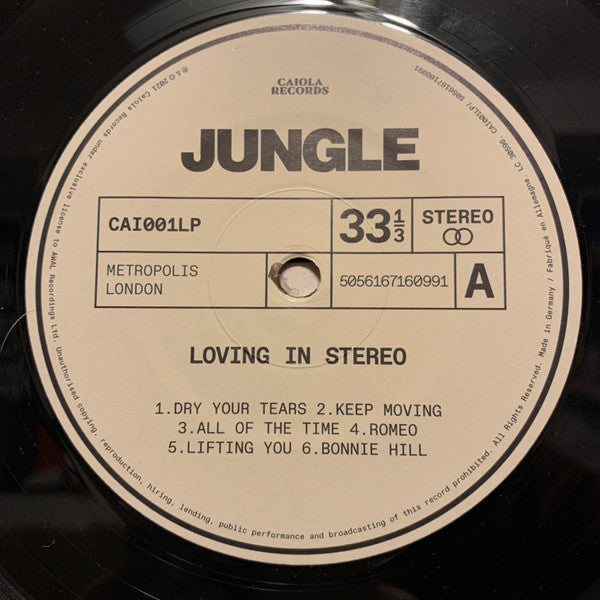 CAIOLA
RECORDS
JUNGLE
CAI001LP
33 1/3
STEREO
METROPOLIS
LONDON
5056167160991
A
LOVING IN STEREO
1.DRY YOUR TEARS 2.KEEP MOVING
3.ALL OF THE TIME 4.ROMEO
5.LIFTING YOU 6.BONNIE HILL
℗ & © 2021 Caiola Records under exclusive license to AWAL Recordings Ltd. Unauthorised copying, reproduction, hiring, lending, public performance and broadcasting of this record prohibited. All Rights Reserved. Made in Germany / Fabriqué en Allemagne. LC 30596. CAI001LP/ 5056167160991